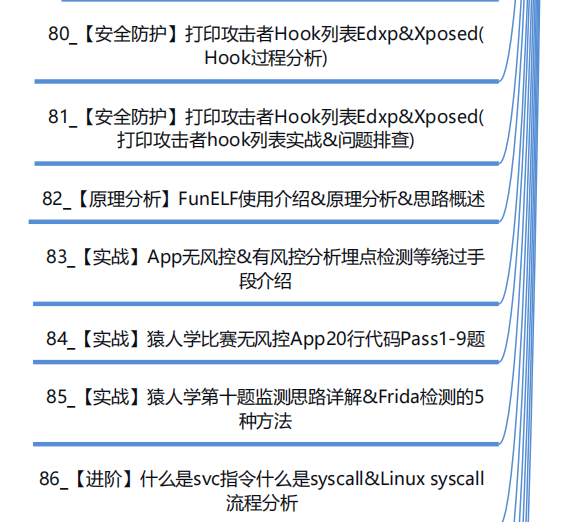 80_【安全防护】打印攻击者Hook列表Edxp&Xposed(
Hook过程分析)
81_【安全防护】打印攻击者Hook列表Edxp&Xposed(
打印攻击者hook列表实战&问题排查)
82_【原理分析】FunELF使用介绍&原理分析&思路概述
83_【实战】App无风控&有风控分析埋点检测等绕过手
段介绍
84_【实战】猿人学比赛无风控App20行代码Pass1-9题
85_【实战】猿人学第十题监测思路详解&Frida检测的5
种方法
86_【进阶】什么是svc指令什么是syscall&Linux syscall
流程分析